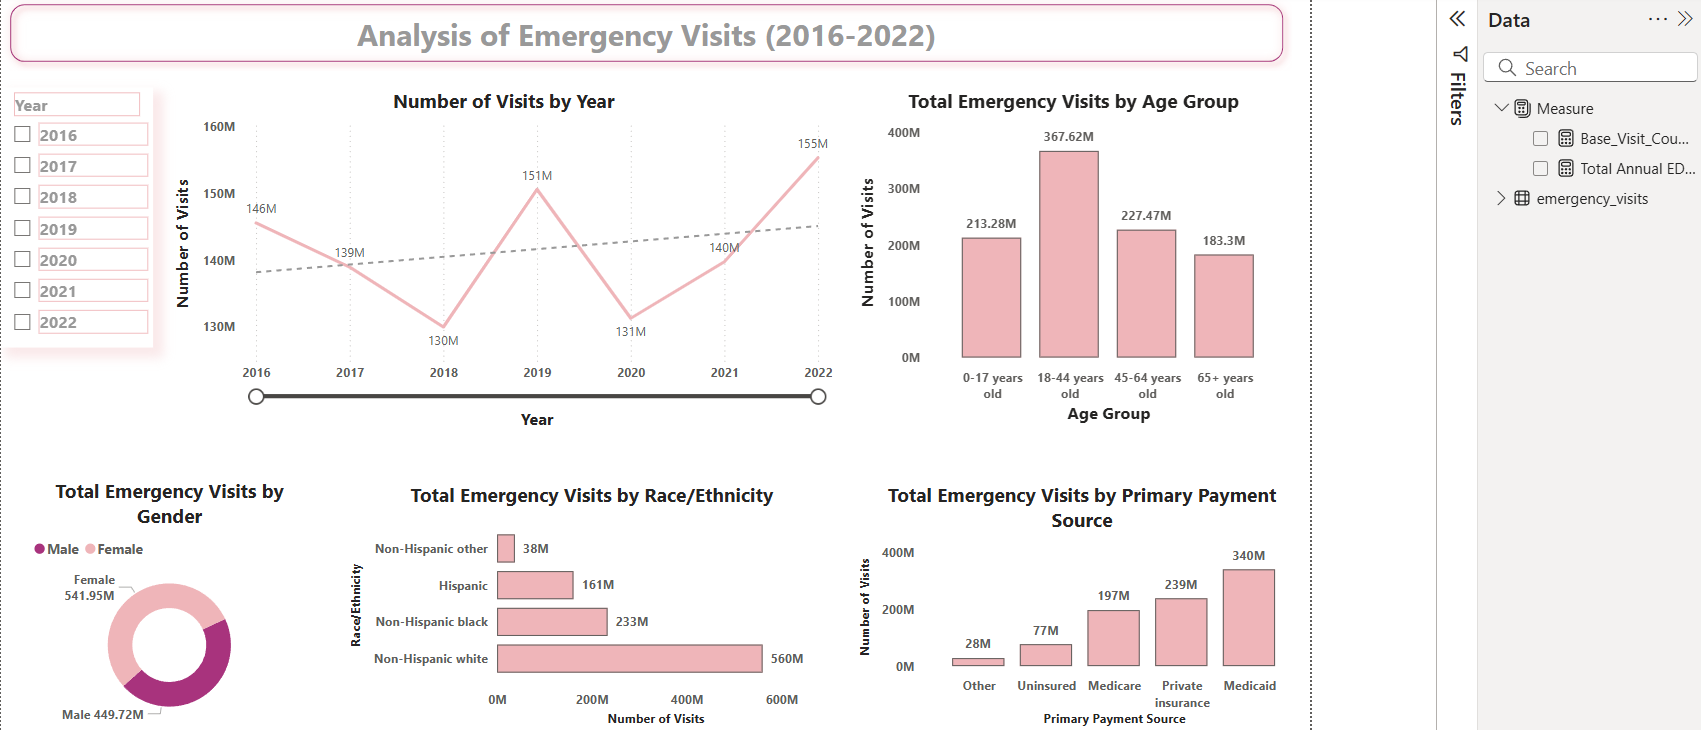 Analysis of Emergency Visits (2016-2022)
Year
2016
2017
2018
2019
2020
2021
2022
Number of Visits by Year
Number of Visits
160M
150M
140M
130M
146M
139M
130M
151M
131M
140M
155M
2016 2017 2018 2019 2020 2021 2022
Year
Total Emergency Visits by Age Group
Number of Visits
400M
300M
200M
100M
0M
213.28M
367.62M
227.47M
183.3M
0-17 years
old
18-44 years
old
45-64 years
old
65+ years
old
Age Group
Total Emergency Visits by
Gender
Male Female
Female
541.95M
Male 449.72M
Total Emergency Visits by Race/Ethnicity
Race/Ethnicity
Non-Hispanic other 38M
Hispanic 161M
Non-Hispanic black 233M
Non-Hispanic white 560M
0M 200M 400M 600M
Number of Visits
Total Emergency Visits by Primary Payment
Source
Number of Visits
400M
200M
0M
28M
77M
197M
239M
340M
Other
Uninsured
Medicare
Private
insurance
Medicaid
Primary Payment Source
Filters
Data
Search
Measure
Base_Visit_Cou...
Total Annual ED...
emergency_visits